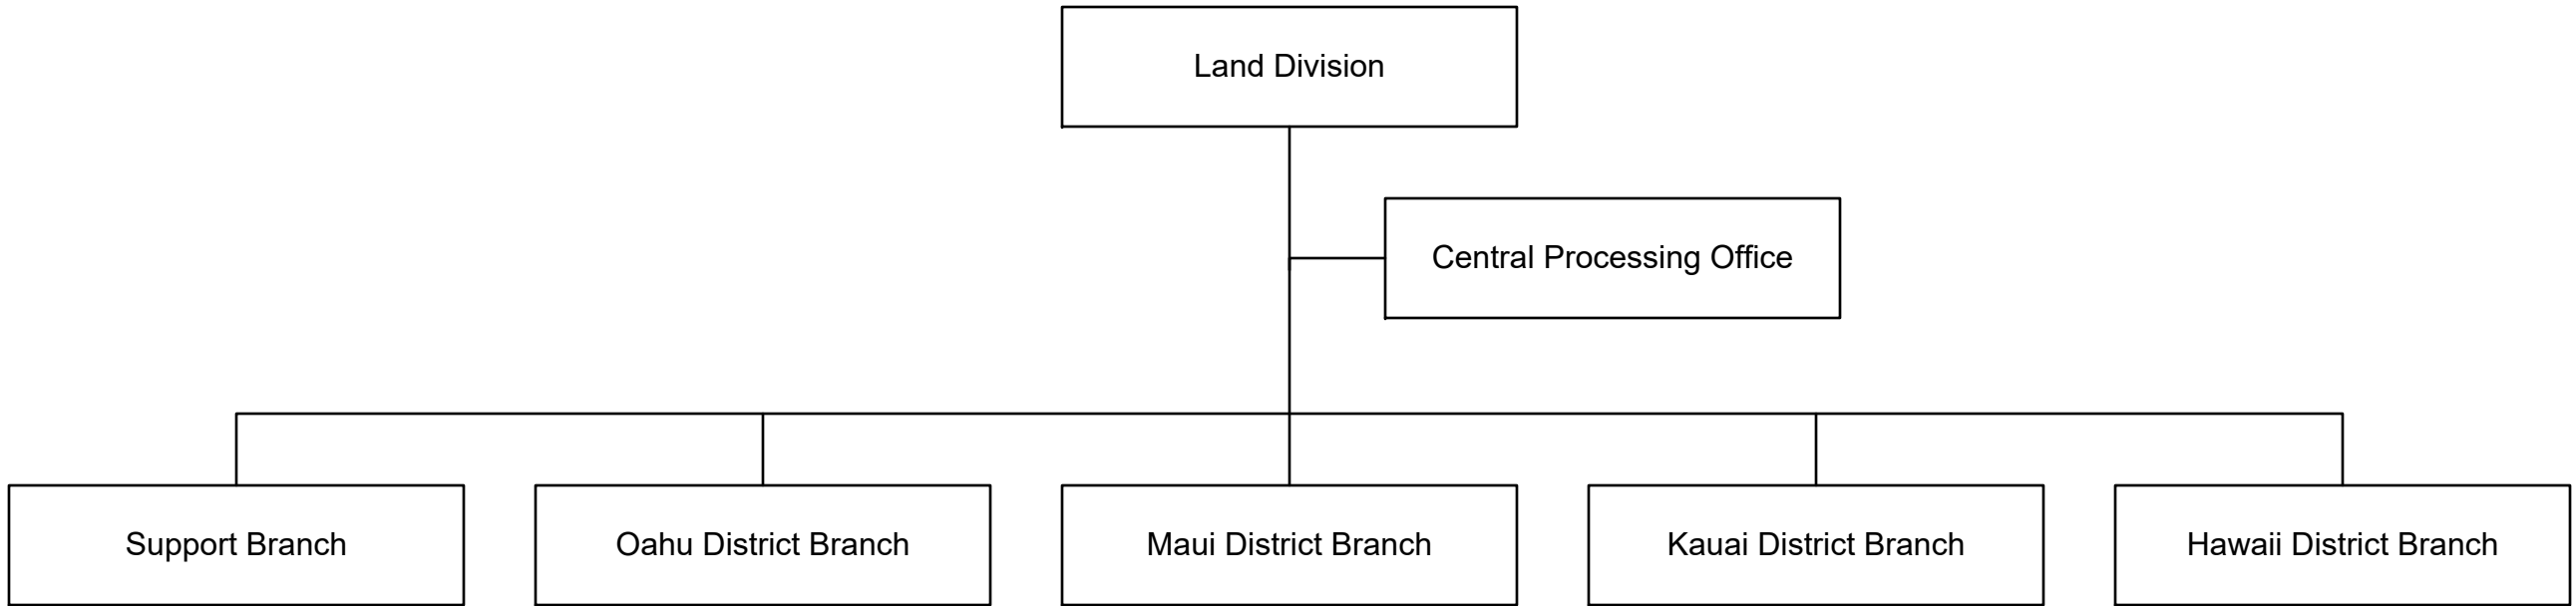 Land Division
Central Processing Office
Support Branch
Oahu District Branch
Maui District Branch
Kauai District Branch
Hawaii District Branch